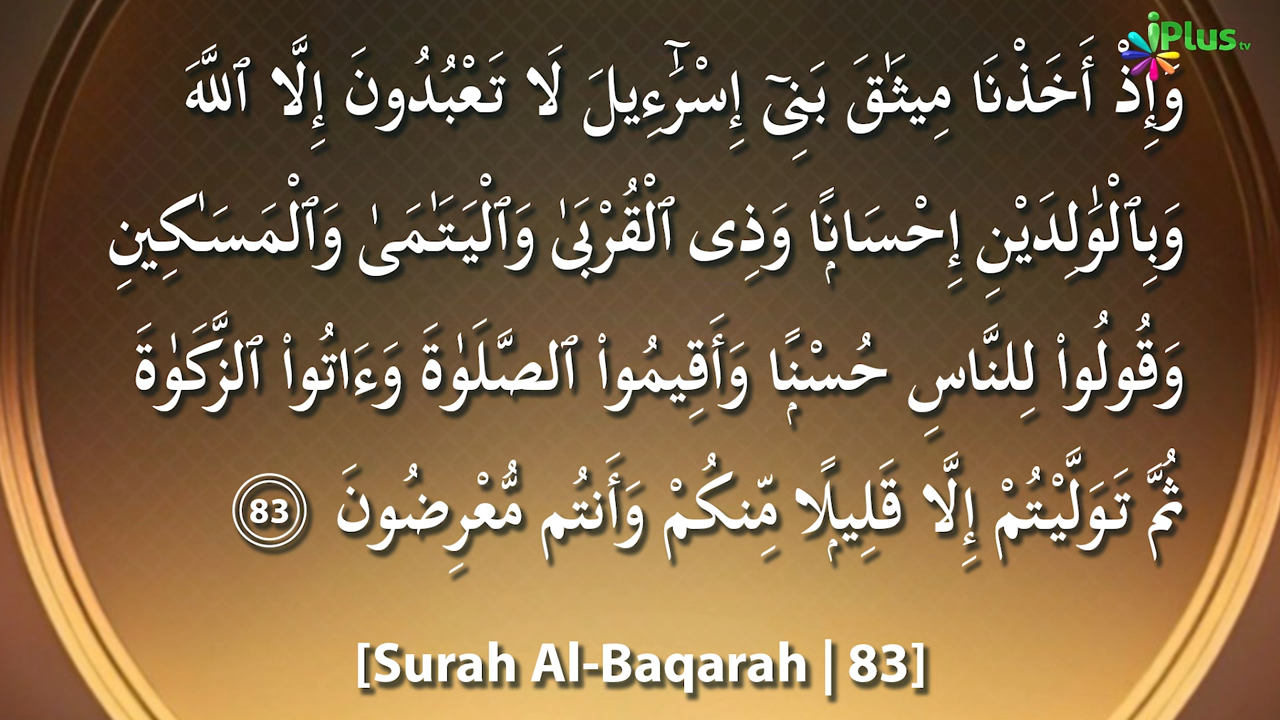 iPlus tv
وَإِذْ أَخَذْنَا مِيثَٰقَ بَنِىٓ إِسْرَٰٓءِيلَ لَا تَعْبُدُونَ إِلَّا ٱللَّهَ
وَبِٱلْوَٰلِدَيْنِ إِحْسَانًۭا وَذِى ٱلْقُرْبَىٰ وَٱلْيَتَٰمَىٰ وَٱلْمَسَٰكِينِ
وَقُولُوا۟ لِلنَّاسِ حُسْنًۭا وَأَقِيمُوا۟ ٱلصَّلَوٰةَ وَءَاتُوا۟ ٱلزَّكَوٰةَ
ثُمَّ تَوَلَّيْتُمْ إِلَّا قَلِيلًۭا مِّنكُمْ وَأَنتُم مُّعْرِضُونَ 83
[Surah Al-Baqarah | 83]